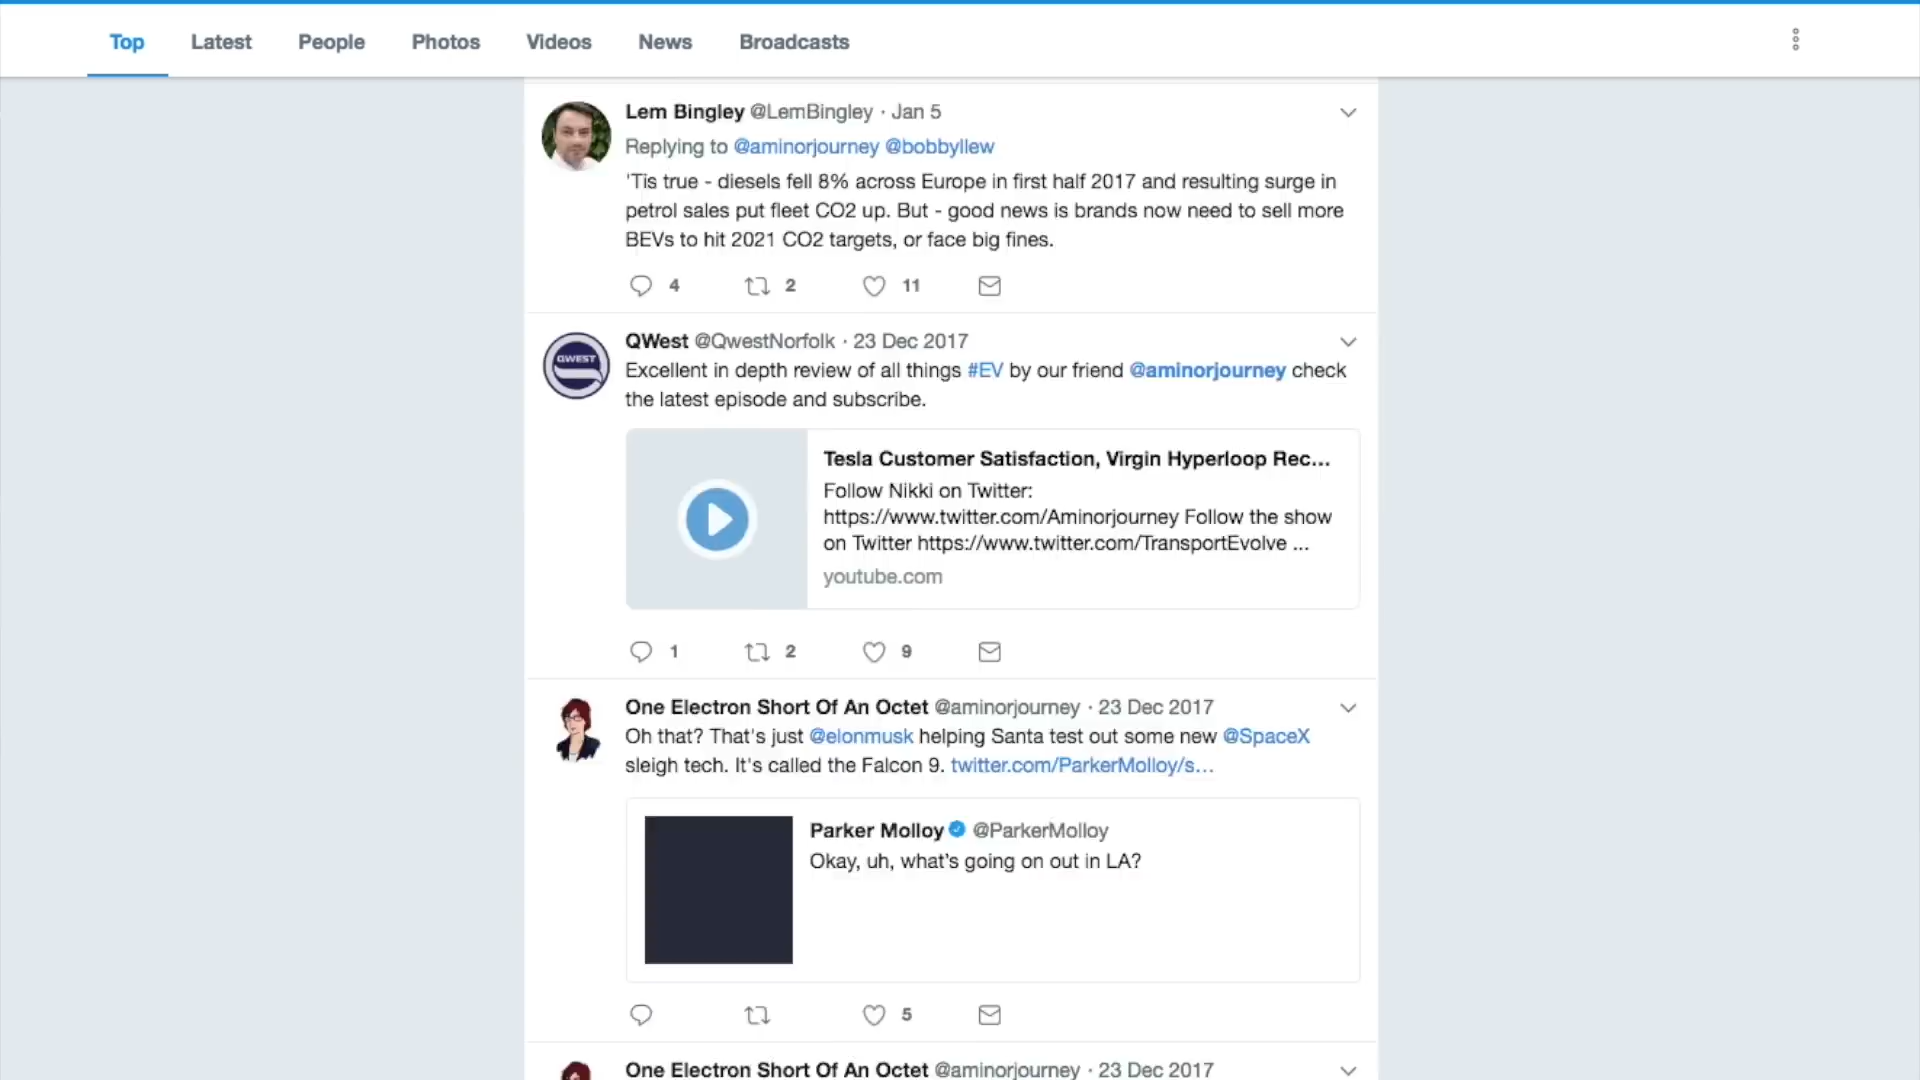 Top Latest People Photos Videos News Broadcasts
Lem Bingley @LemBingley · Jan 5
Replying to @aminorjourney @bobbyllew
'Tis true - diesels fell 8% across Europe in first half 2017 and resulting surge in
petrol sales put fleet CO2 up. But - good news is brands now need to sell more
BEVs to hit 2021 CO2 targets, or face big fines.
4 2 11
QWEST
QWest @QwestNorfolk · 23 Dec 2017
Excellent in depth review of all things #EV by our friend @aminorjourney check
the latest episode and subscribe.
Tesla Customer Satisfaction, Virgin Hyperloop Rec...
Follow Nikki on Twitter:
https://www.twitter.com/Aminorjourney Follow the show
on Twitter https://www.twitter.com/TransportEvolve ...
youtube.com
1 2 9
One Electron Short Of An Octet @aminorjourney · 23 Dec 2017
Oh that? That's just @elonmusk helping Santa test out some new @SpaceX
sleigh tech. It's called the Falcon 9. twitter.com/ParkerMolloy/s...
Parker Molloy @ParkerMolloy
Okay, uh, what's going on out in LA?
5
One Electron Short Of An Octet @aminorjourney · 23 Dec 2017